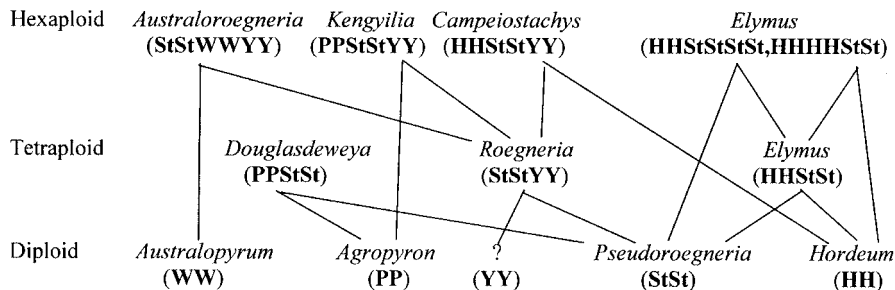 Hexaploid Australoroegneria Kengyilia Campeiostachys Elymus
(StStWWYY) (PPStStYY) (HHStStYY) (HHStStStSt,HHHHStSt)
Tetraploid Douglasdeweya Roegneria Elymus
(PPStSt) (StStYY) (HHStSt)
Diploid Australopyrum Agropyron ? Pseudoroegneria Hordeum
(WW) (PP) (YY) (StSt) (HH)